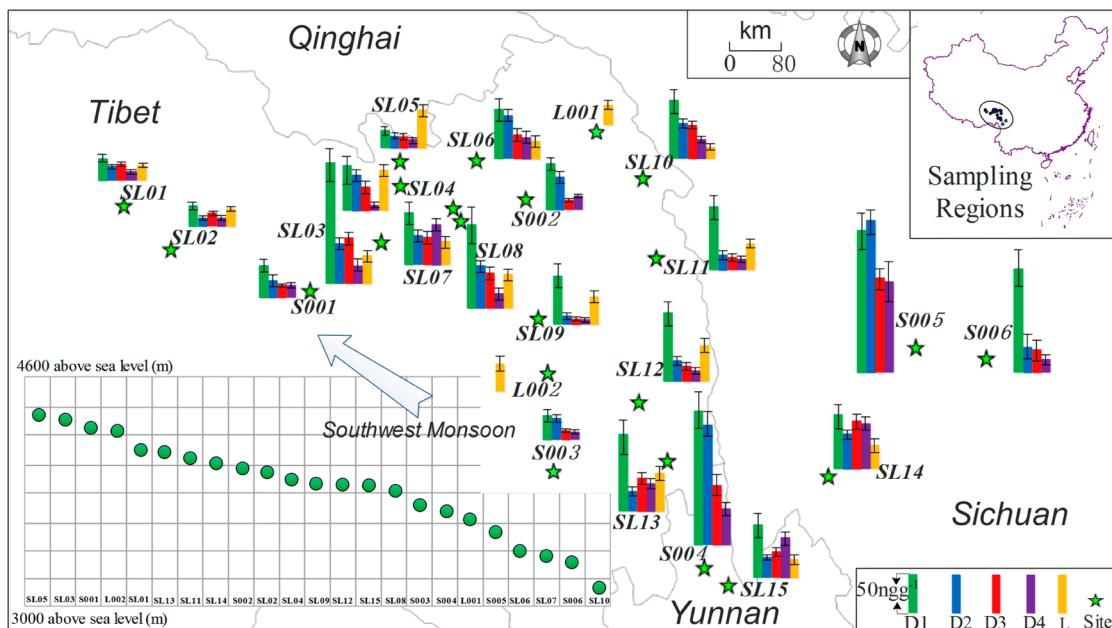 Qinghai
Tibet
km
0 80
N
Sampling
Regions
SL05
L001
SL06
SL10
SL01
SL04
S002
SL02
SL03
SL08
SL07
SL11
S001
SL09
S005
S006
SL12
L002
4600 above sea level (m)
Southwest Monsoon
S003
SL14
SL13
Sichuan
S004
SL15
Yunnan
SL05 SL03 S001 L002 SL01 SL13 SL11 SL14 S002 SL02 SL04 SL09 SL12 SL15 SL08 S003 S004 L001 S005 SL06 SL07 S006 SL10
3000 above sea level (m)
50ngg-1
D1 D2 D3 D4 L Site